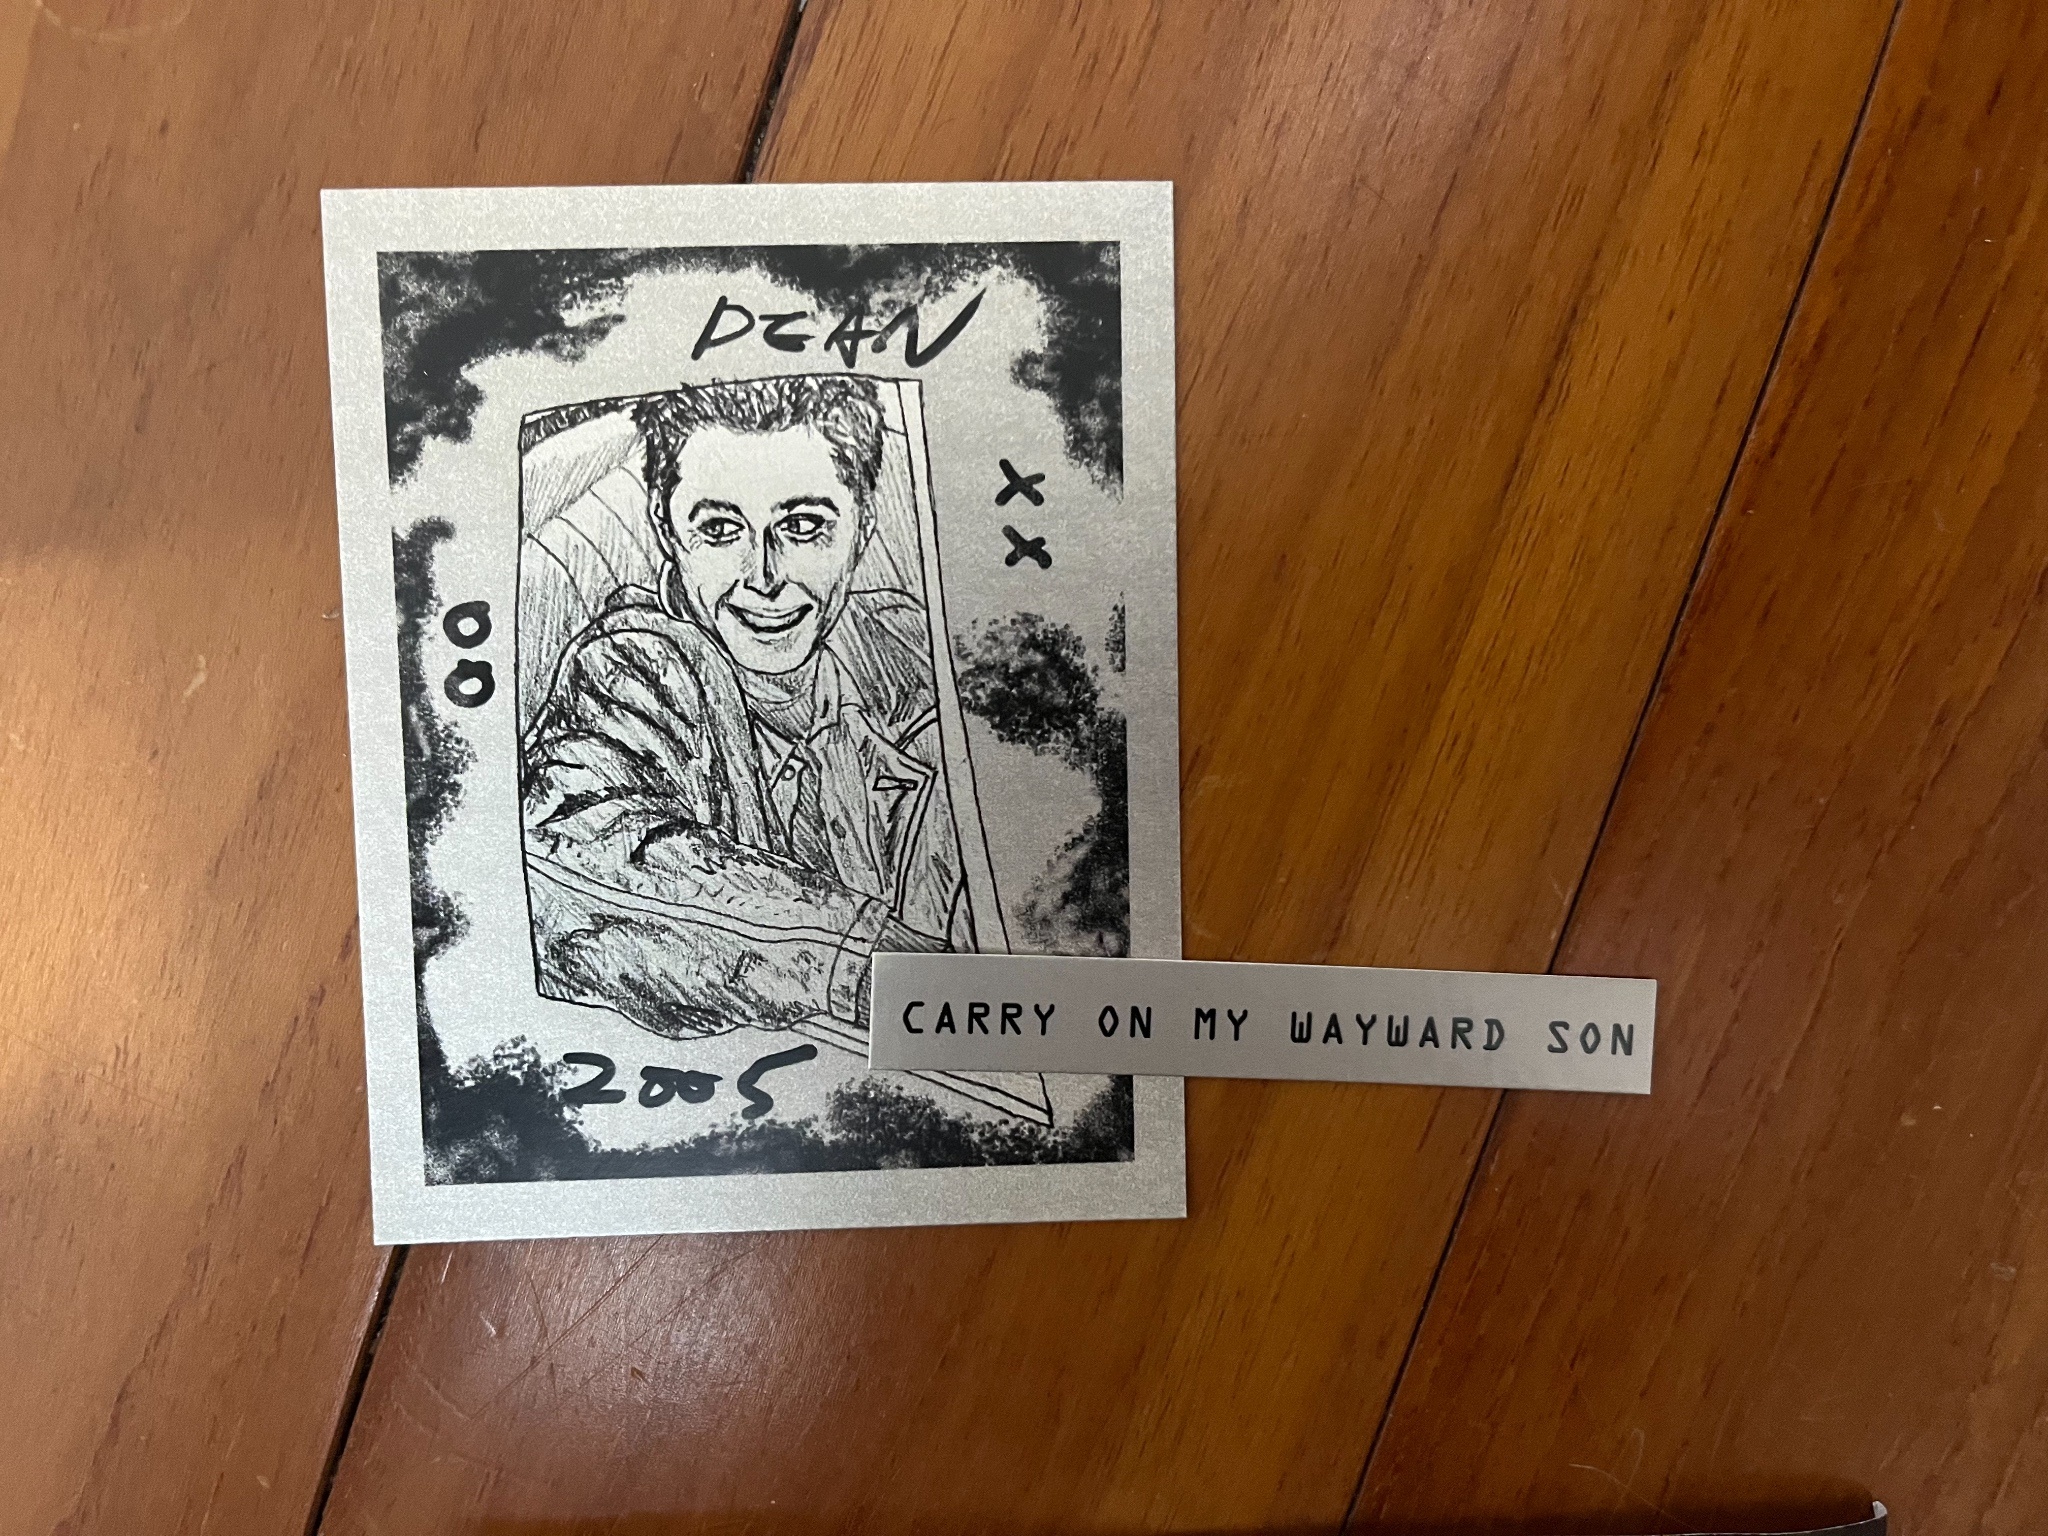 DEAN
XX
OO
2005
CARRY ON MY WAYWARD SON